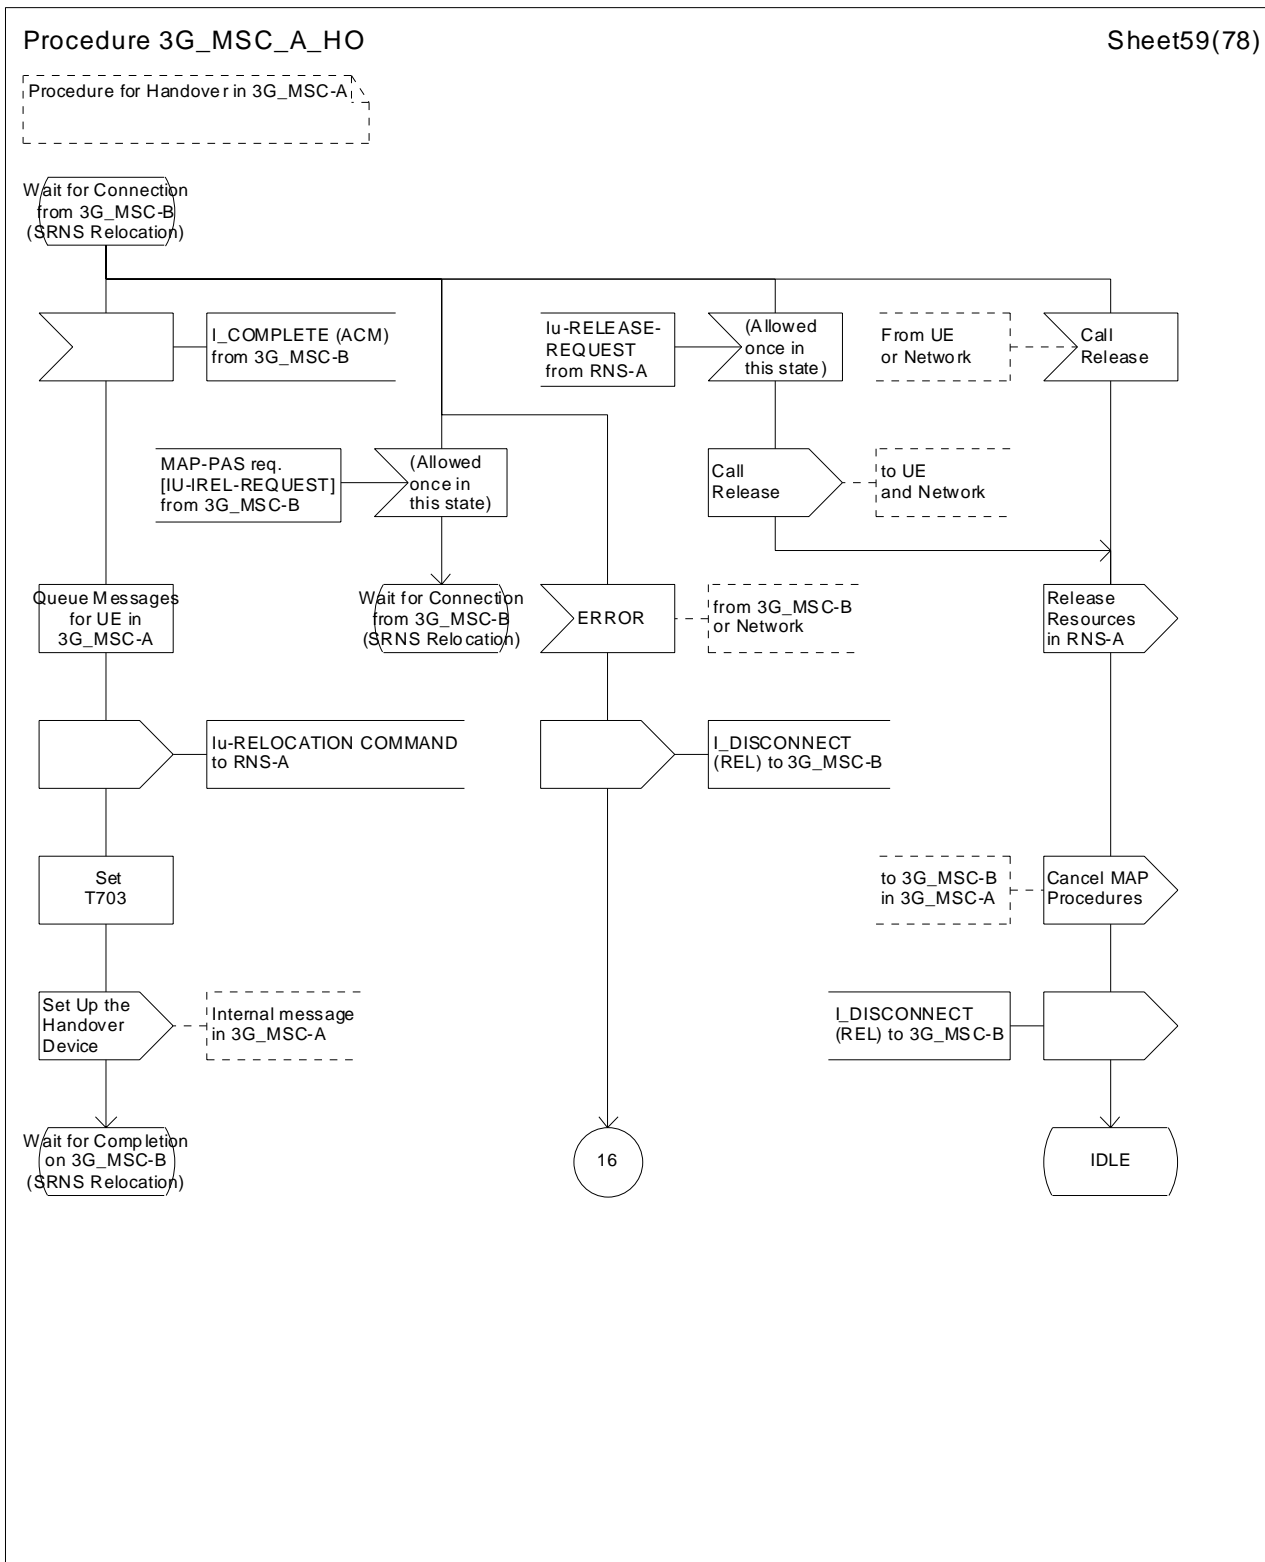 Procedure 3G_MSC_A_HO
Sheet59(78)
Procedure for Handover in 3G_MSC-A
Wait for Connection
from 3G_MSC-B
(SRNS Relocation)
I_COMPLETE (ACM)
from 3G_MSC-B
Iu-RELEASE-
REQUEST
from RNS-A
(Allowed
once in
this state)
From UE
or Network
Call
Release
MAP-PAS req.
[IU-IREL-REQUEST]
from 3G_MSC-B
(Allowed
once in
this state)
Call
Release
to UE
and Network
Queue Messages
for UE in
3G_MSC-A
Wait for Connection
from 3G_MSC-B
(SRNS Relocation)
ERROR
from 3G_MSC-B
or Network
Release
Resources
in RNS-A
Iu-RELOCATION COMMAND
to RNS-A
I_DISCONNECT
(REL) to 3G_MSC-B
Set
T703
to 3G_MSC-B
in 3G_MSC-A
Cancel MAP
Procedures
Set Up the
Handover
Device
Internal message
in 3G_MSC-A
I_DISCONNECT
(REL) to 3G_MSC-B
Wait for Completion
on 3G_MSC-B
(SRNS Relocation)
16
IDLE